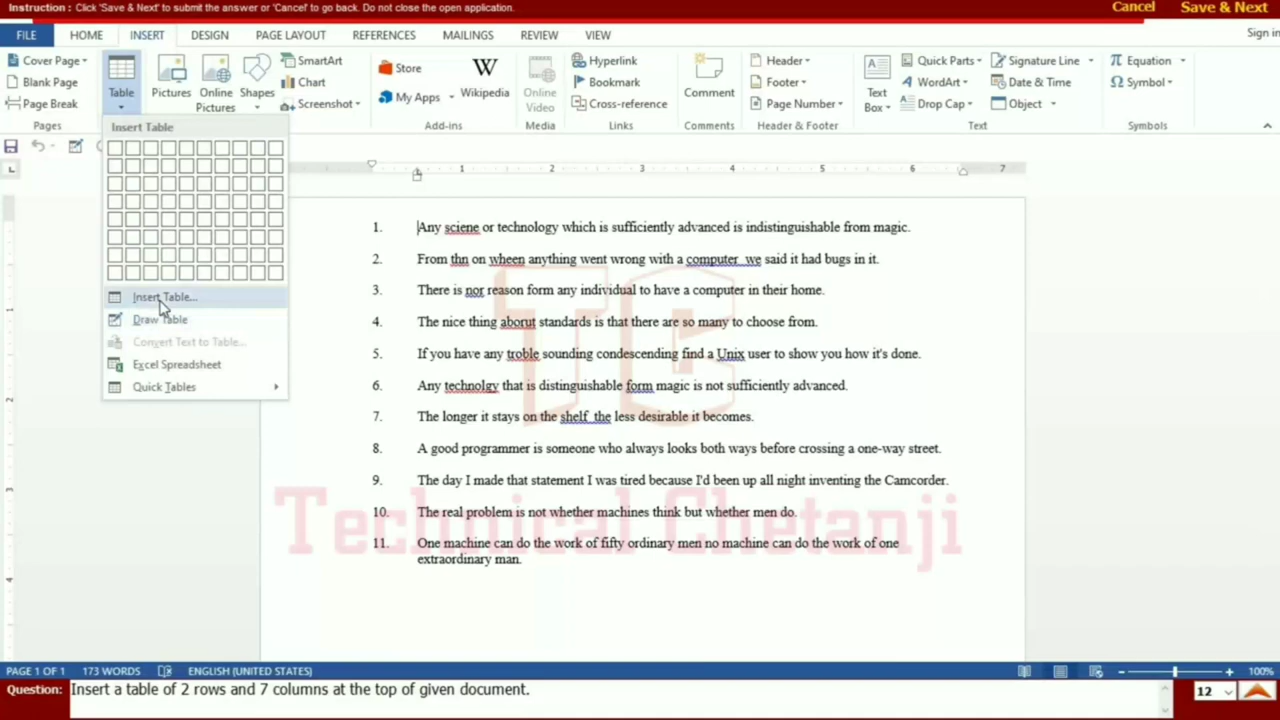 Instruction : Click 'Save & Next' to submit the answer or 'Cancel' to go back. Do not close the open application.
Cancel Save & Next
FILE HOME INSERT DESIGN PAGE LAYOUT REFERENCES MAILINGS REVIEW VIEW Sign in
Cover Page
Blank Page
Page Break
Pages
Table
Pictures
Online Pictures
Shapes
SmartArt
Chart
Screenshot
Store
My Apps
Wikipedia
Add-ins
Online Video
Media
Hyperlink
Bookmark
Cross-reference
Links
Comment
Comments
Header
Footer
Page Number
Header & Footer
Text Box
Quick Parts
WordArt
Drop Cap
Signature Line
Date & Time
Object
Text
Equation
Symbol
Symbols
Insert Table
Insert Table...
Draw Table
Convert Text to Table...
Excel Spreadsheet
Quick Tables
1 2 3 4 5 6 7
1
2
3
4
1. Any sciene or technology which is sufficiently advanced is indistinguishable from magic.
2. From thn on wheen anything went wrong with a computer we said it had bugs in it.
3. There is nor reason form any individual to have a computer in their home.
4. The nice thing aborut standards is that there are so many to choose from.
5. If you have any troble sounding condescending find a Unix user to show you how it's done.
6. Any technolgy that is distinguishable form magic is not sufficiently advanced.
7. The longer it stays on the shelf the less desirable it becomes.
8. A good programmer is someone who always looks both ways before crossing a one-way street.
9. The day I made that statement I was tired because I'd been up all night inventing the Camcorder.
10. The real problem is not whether machines think but whether men do.
11. One machine can do the work of fifty ordinary men no machine can do the work of one
extraordinary man.
TC
Technical Chetanji
PAGE 1 OF 1 173 WORDS ENGLISH (UNITED STATES) 100%
Question: Insert a table of 2 rows and 7 columns at the top of given document. 12